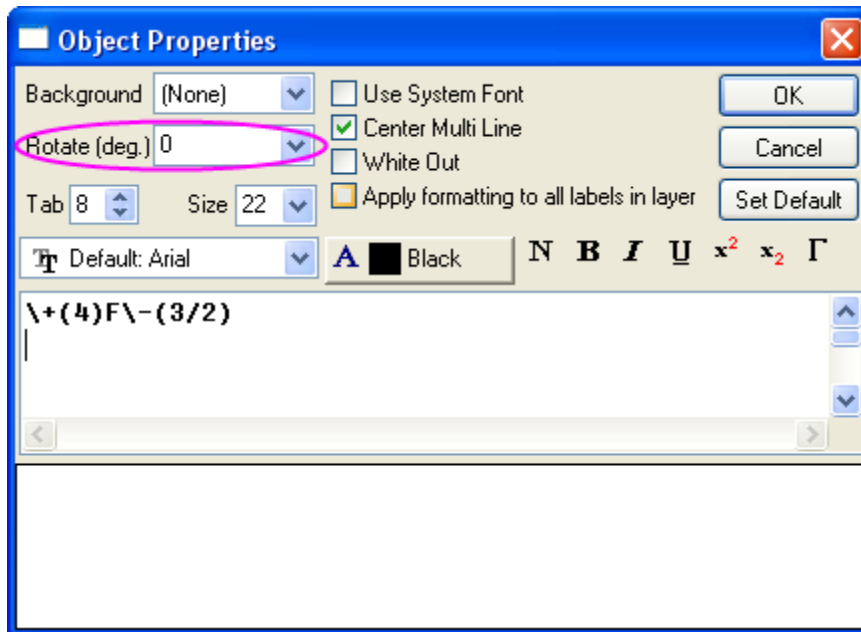 Object Properties
Background (None)
Use System Font
OK
Rotate (deg.) 0
Center Multi Line
Cancel
White Out
Tab 8 Size 22
Apply formatting to all labels in layer
Set Default
Tr Default: Arial
A Black
N B I U x² x₂ Γ
\+(4)F\-(3/2)